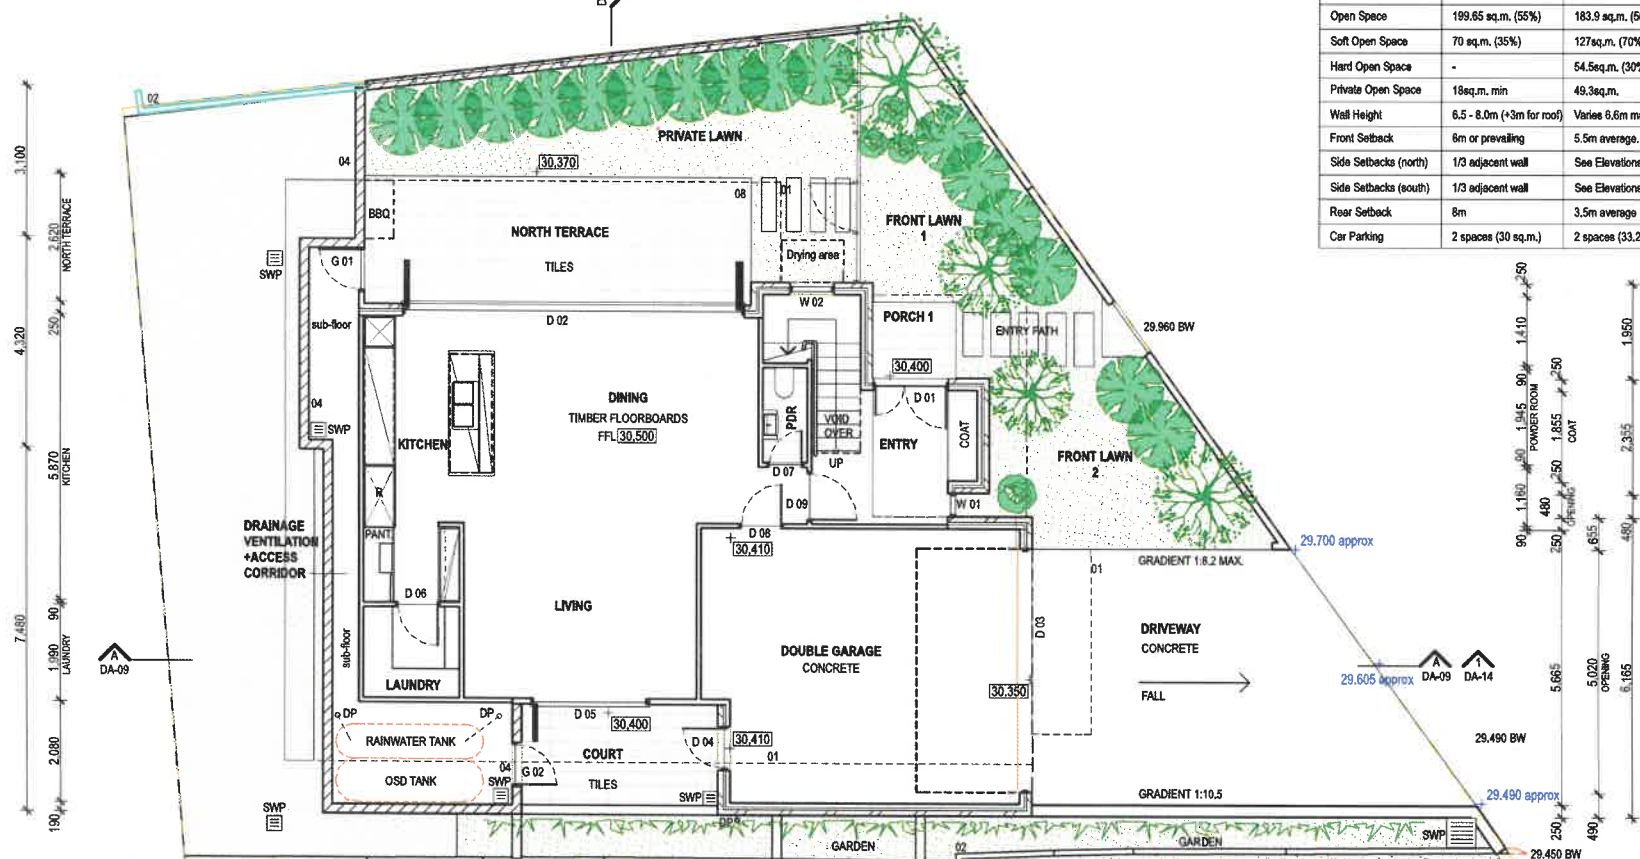 Open Space 199.65 sq.m. (55%) 183.9 sq.m.
Soft Open Space 70 sq.m. (35%) 127sq.m. (70%
Hard Open Space - 54.5sq.m. (30%
Private Open Space 18sq.m. min 49.3sq.m.
Wall Height 6.5 - 8.0m (+3m for roof) Varies 6.6m
Front Setback 6m or prevailing 5.5m average.
Side Setbacks (north) 1/3 adjacent wall See Elevations
Side Setbacks (south) 1/3 adjacent wall See Elevations
Rear Setback 8m 3.5m average
Car Parking 2 spaces (30 sq.m.) 2 spaces (33.2
02
PRIVATE LAWN
04
30,370
08
01
BBQ
NORTH TERRACE
TILES
FRONT LAWN
1
Drying area
G 01
SWP
W 02
sub-floor
D 02
PORCH 1
ENTRY PATH
29.960 BW
30,400
DINING
TIMBER FLOORBOARDS
FFL 30,500
KITCHEN
PDR
VOID
OVER
UP
D 01
ENTRY
COAT
04
SWP
FRONT LAWN
2
D 07
D 09
W 01
R
PANT.
DRAINAGE
VENTILATION
+ACCESS
CORRIDOR
D 08
30,410
29.700 approx
GRADIENT 1:8.2 MAX.
01
D 06
LIVING
D 03
DOUBLE GARAGE
CONCRETE
DRIVEWAY
CONCRETE
FALL
sub-floor
LAUNDRY
A
DA-09
A
DA-09
1
DA-14
29.605 approx
30,350
DP
DP
D 05
30,400
RAINWATER TANK
OSD TANK
COURT
TILES
D 04
30,410
01
04
G 02
SWP
SWP
SWP
GRADIENT 1:10.5
29.490 BW
29.490 approx
GARDEN
02
GARDEN
SWP
29.450 BW
3,100
4,320
7,480
2,620
NORTH TERRACE
250
5,870
KITCHEN
90
1,990
LAUNDRY
2,080
190
250
1,410
90
1,945
POWDER ROOM
90
1,160
90
250
1,855
COAT
250
480
OPENING
250
5,665
250
655
5,020
OPENING
490
1,950
2,355
480
6,165